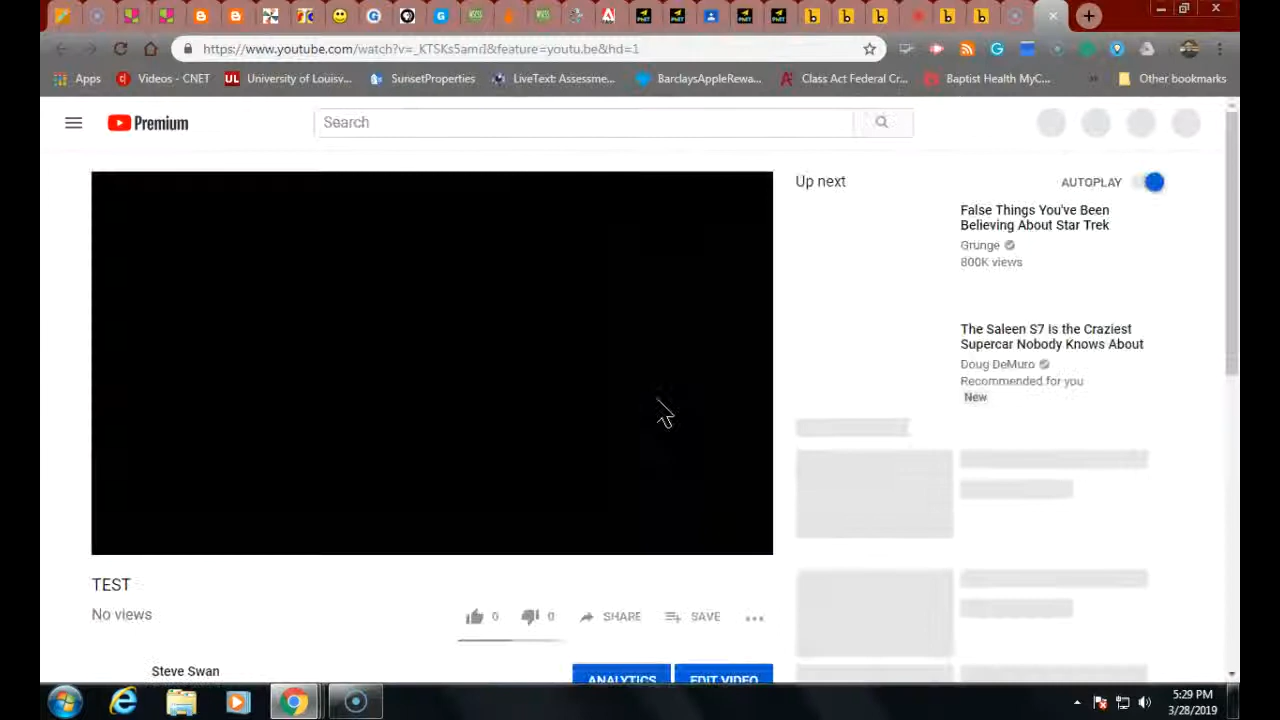 https://www.youtube.com/watch?v=_KTSKs5amrI&feature=youtu.be&hd=1
Apps
Videos - CNET
University of Louisv...
SunsetProperties
LiveText: Assessme...
BarclaysAppleRewa...
Class Act Federal Cr...
Baptist Health MyC...
Other bookmarks
Premium
Search
Up next
AUTOPLAY
False Things You've Been
Believing About Star Trek
Grunge
800K views
The Saleen S7 Is the Craziest
Supercar Nobody Knows About
Doug DeMuro
Recommended for you
New
TEST
No views
0
0
SHARE
SAVE
Steve Swan
ANALYTICS
EDIT VIDEO
5:29 PM
3/28/2019